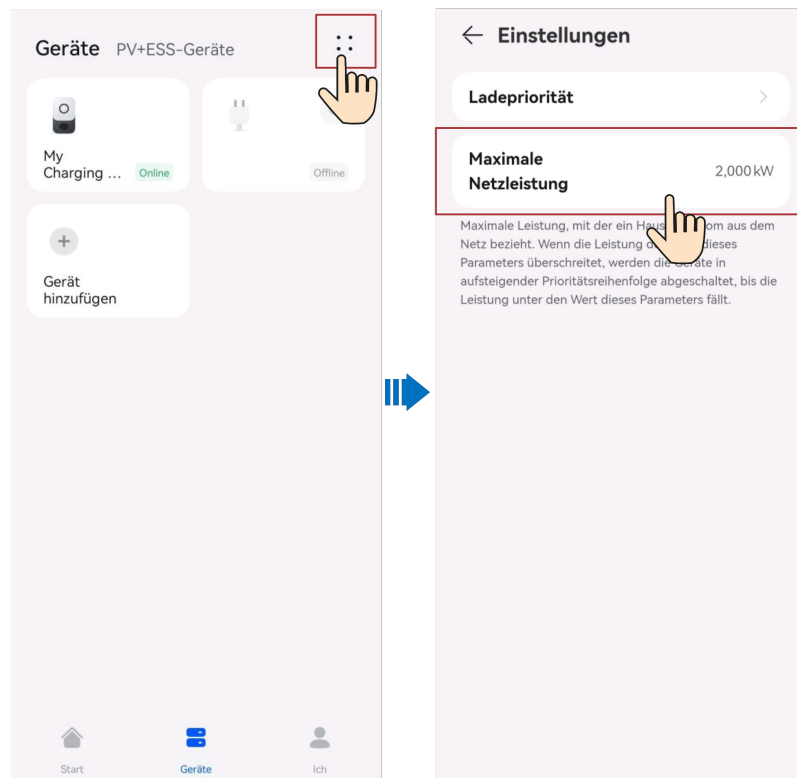 Geräte PV+ESS-Geräte
My
Charging ... Online
Offline
Gerät
hinzufügen
Start Geräte Ich
Einstellungen
Ladepriorität
Maximale
Netzleistung
2,000 kW
Maximale Leistung, mit der ein Haus om aus dem
Netz bezieht. Wenn die Leistung d dieses
Parameters überschreitet, werden die Geräte in
aufsteigender Prioritätsreihenfolge abgeschaltet, bis die
Leistung unter den Wert dieses Parameters fällt.